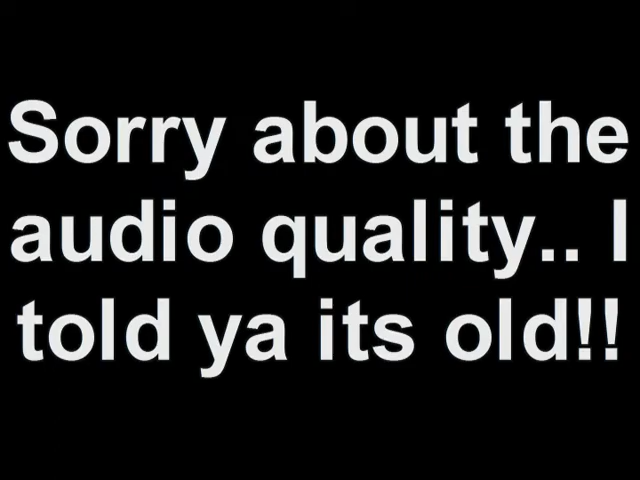 Sorry about the
audio quality.. I
told ya its old!!